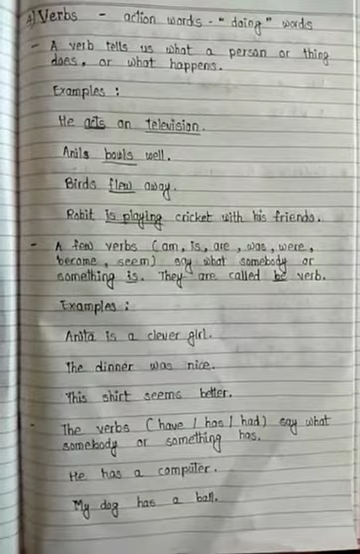 A) Verbs - action words - "doing" words
- A verb tells us what a person or thing
does, or what happens.
Examples :
He acts on television.
Anils bowls well.
Birds flew away.
Robit is playing cricket with his friends.
- A few verbs (am, is, are, was, were,
become, seem) say what somebody or
something is. They are called be verb.
Examples :
Anita is a clever girl.
The dinner was nice.
This shirt seems better.
- The verbs (have / has / had) say what
somebody or something has.
He has a computer.
My dog has a ball.